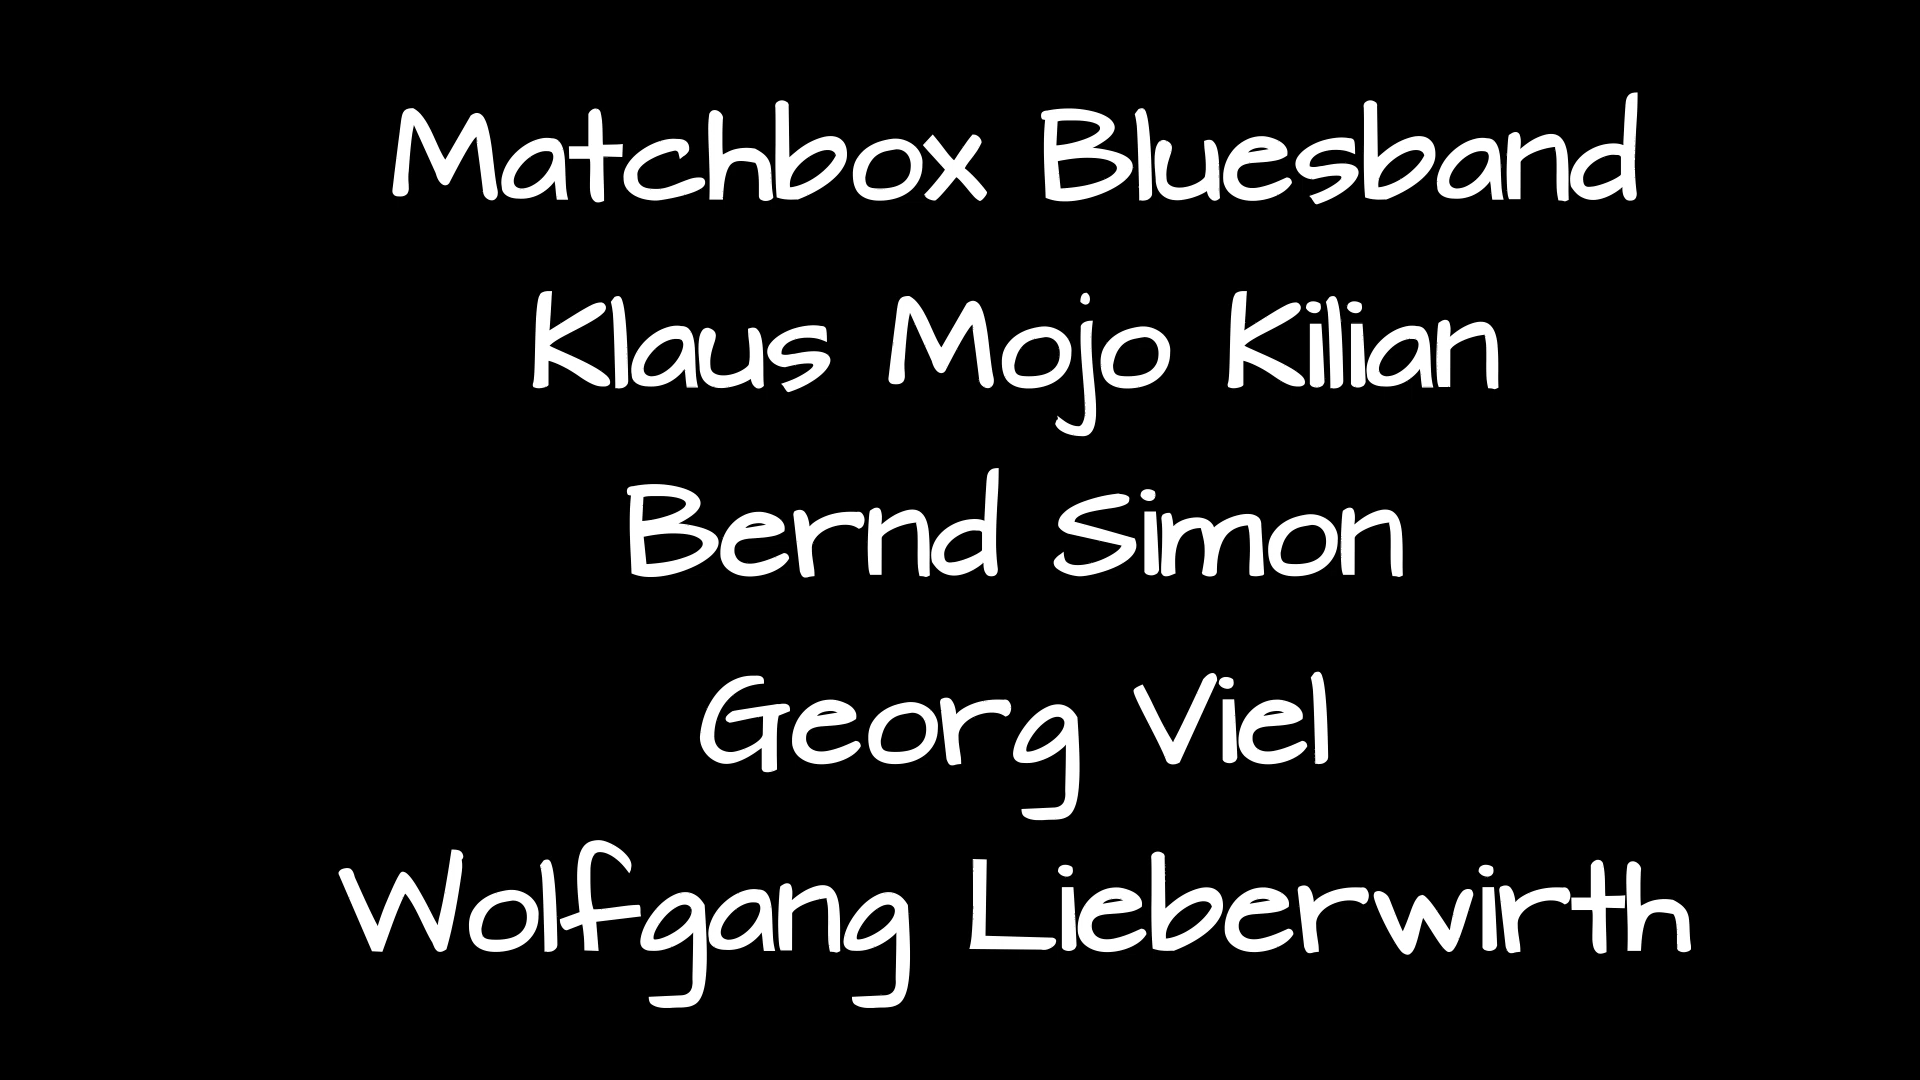 Matchbox Bluesband
Klaus Mojo Kilian
Bernd Simon
Georg Viel
Wolfgang Lieberwirth